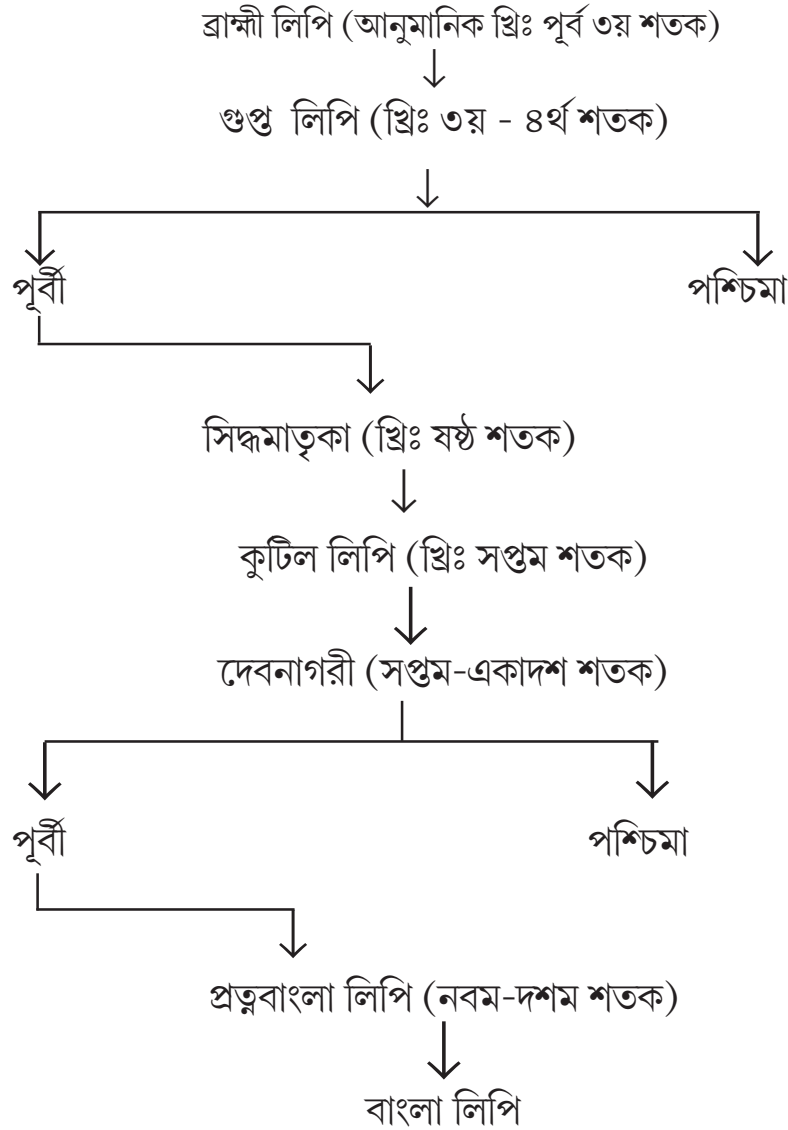 ব্রাহ্মী লিপি (আনুমানিক খ্রিঃ পূর্ব ৩য় শতক)
গুপ্ত লিপি (খ্রিঃ ৩য় - ৪র্থ শতক)
পূর্বী পশ্চিমা
সিদ্ধমাতৃকা (খ্রিঃ ষষ্ঠ শতক)
কুটিল লিপি (খ্রিঃ সপ্তম শতক)
দেবনাগরী (সপ্তম-একাদশ শতক)
পূর্বী পশ্চিমা
প্রত্নবাংলা লিপি (নবম-দশম শতক)
বাংলা লিপি